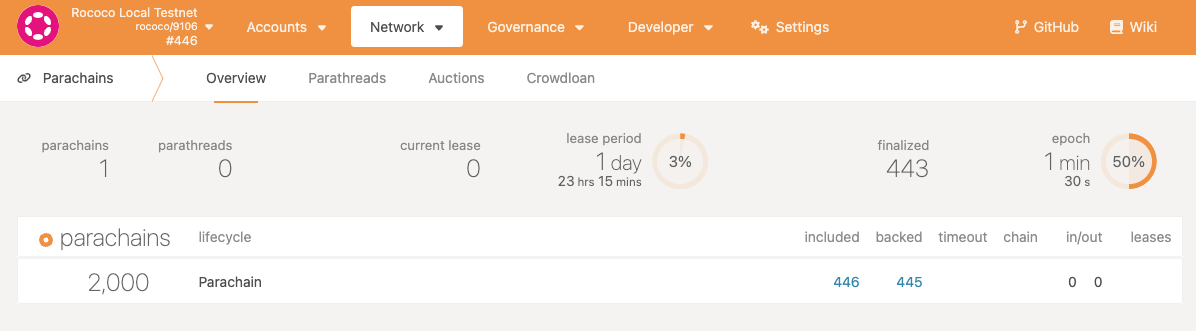 Rococo Local Testnet
rococo/9106
#446
Accounts
Network
Governance
Developer
Settings
GitHub
Wiki
Parachains
Overview
Parathreads
Auctions
Crowdloan
parachains
1
parathreads
0
current lease
0
lease period
1 day
23 hrs 15 mins
3%
finalized
443
epoch
1 min
30 s
50%
parachains lifecycle included backed timeout chain in/out leases
2,000 Parachain 446 445 0 0